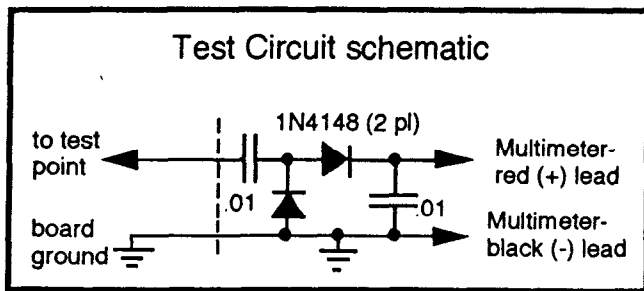 Test Circuit schematic
1N4148 (2 pl)
to test
point
Multimeter-
red (+) lead
.01
.01
board
ground
Multimeter-
black (-) lead